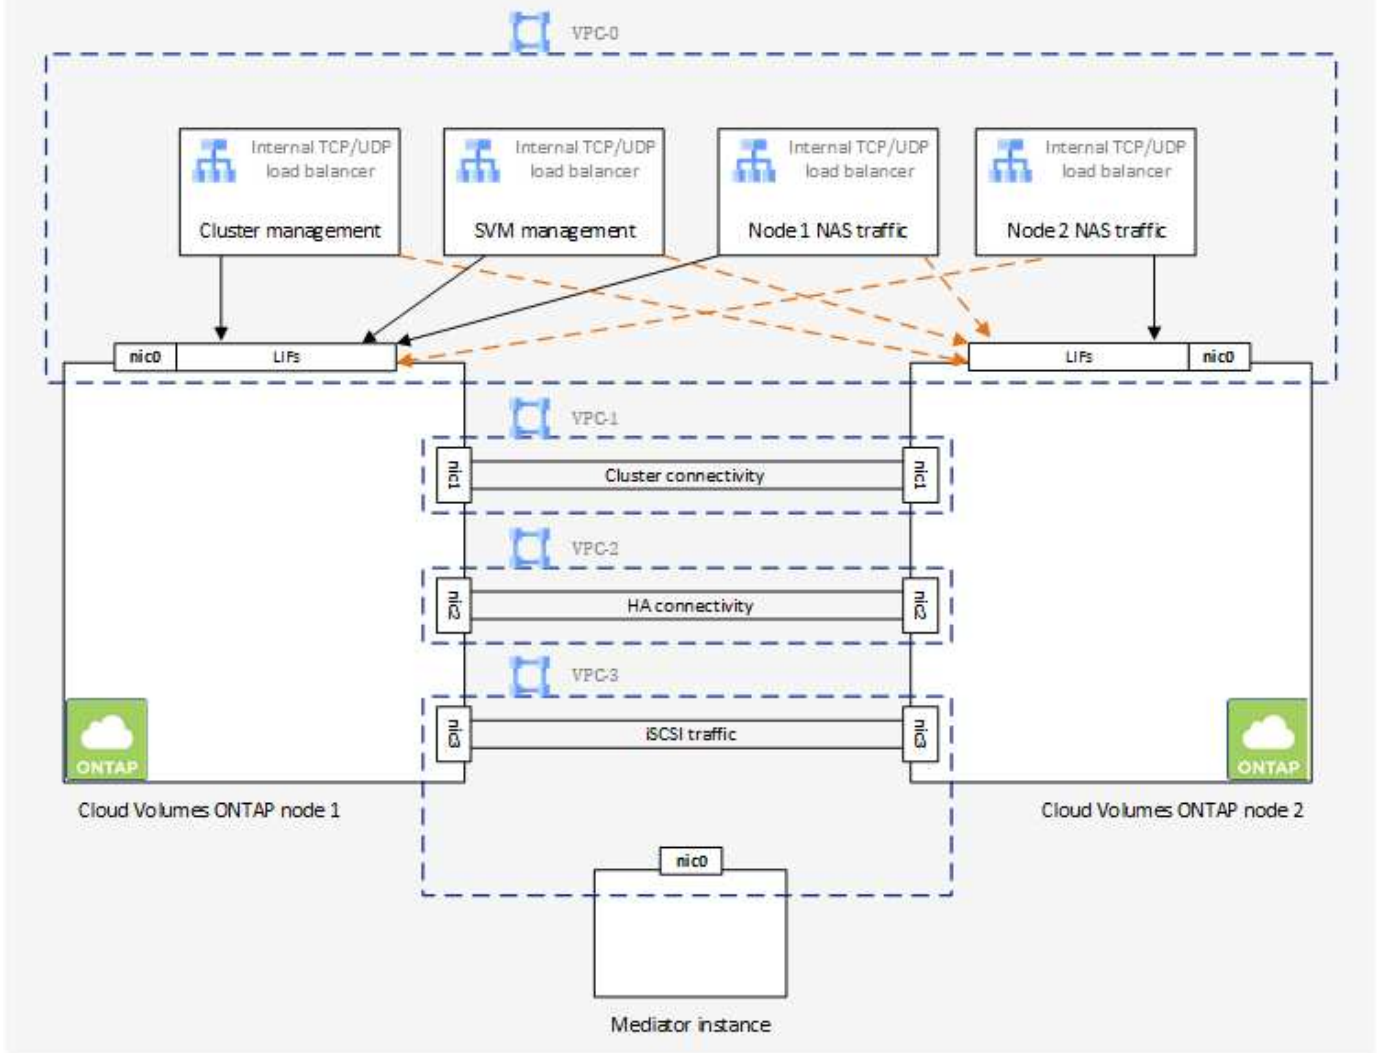 VPC-0
Internal TCP/UDP
load balancer
Cluster management
Internal TCP/UDP
load balancer
SVM management
Internal TCP/UDP
load balancer
Node 1 NAS traffic
Internal TCP/UDP
load balancer
Node 2 NAS traffic
nic0
LIFs
LIFs
nic0
VPC-1
nic1
Cluster connectivity
nic1
VPC-2
nic2
HA connectivity
nic2
VPC-3
nic3
iSCSI traffic
nic3
ONTAP
ONTAP
Cloud Volumes ONTAP node 1
Cloud Volumes ONTAP node 2
nic0
Mediator instance